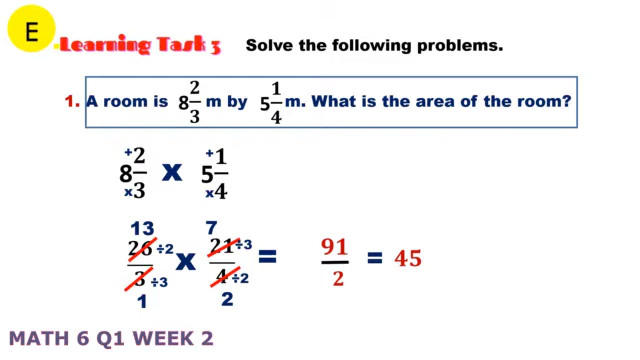 E
Learning Task 3 Solve the following problems.
1. A room is 8 2/3 m by 5 1/4 m. What is the area of the room?
8 +2/x3 x 5 +1/x4
13 7
26 ÷2 / 3 ÷3 x 21 ÷3 / 4 ÷2 = 91/2 = 45
1 2
MATH 6 Q1 WEEK 2